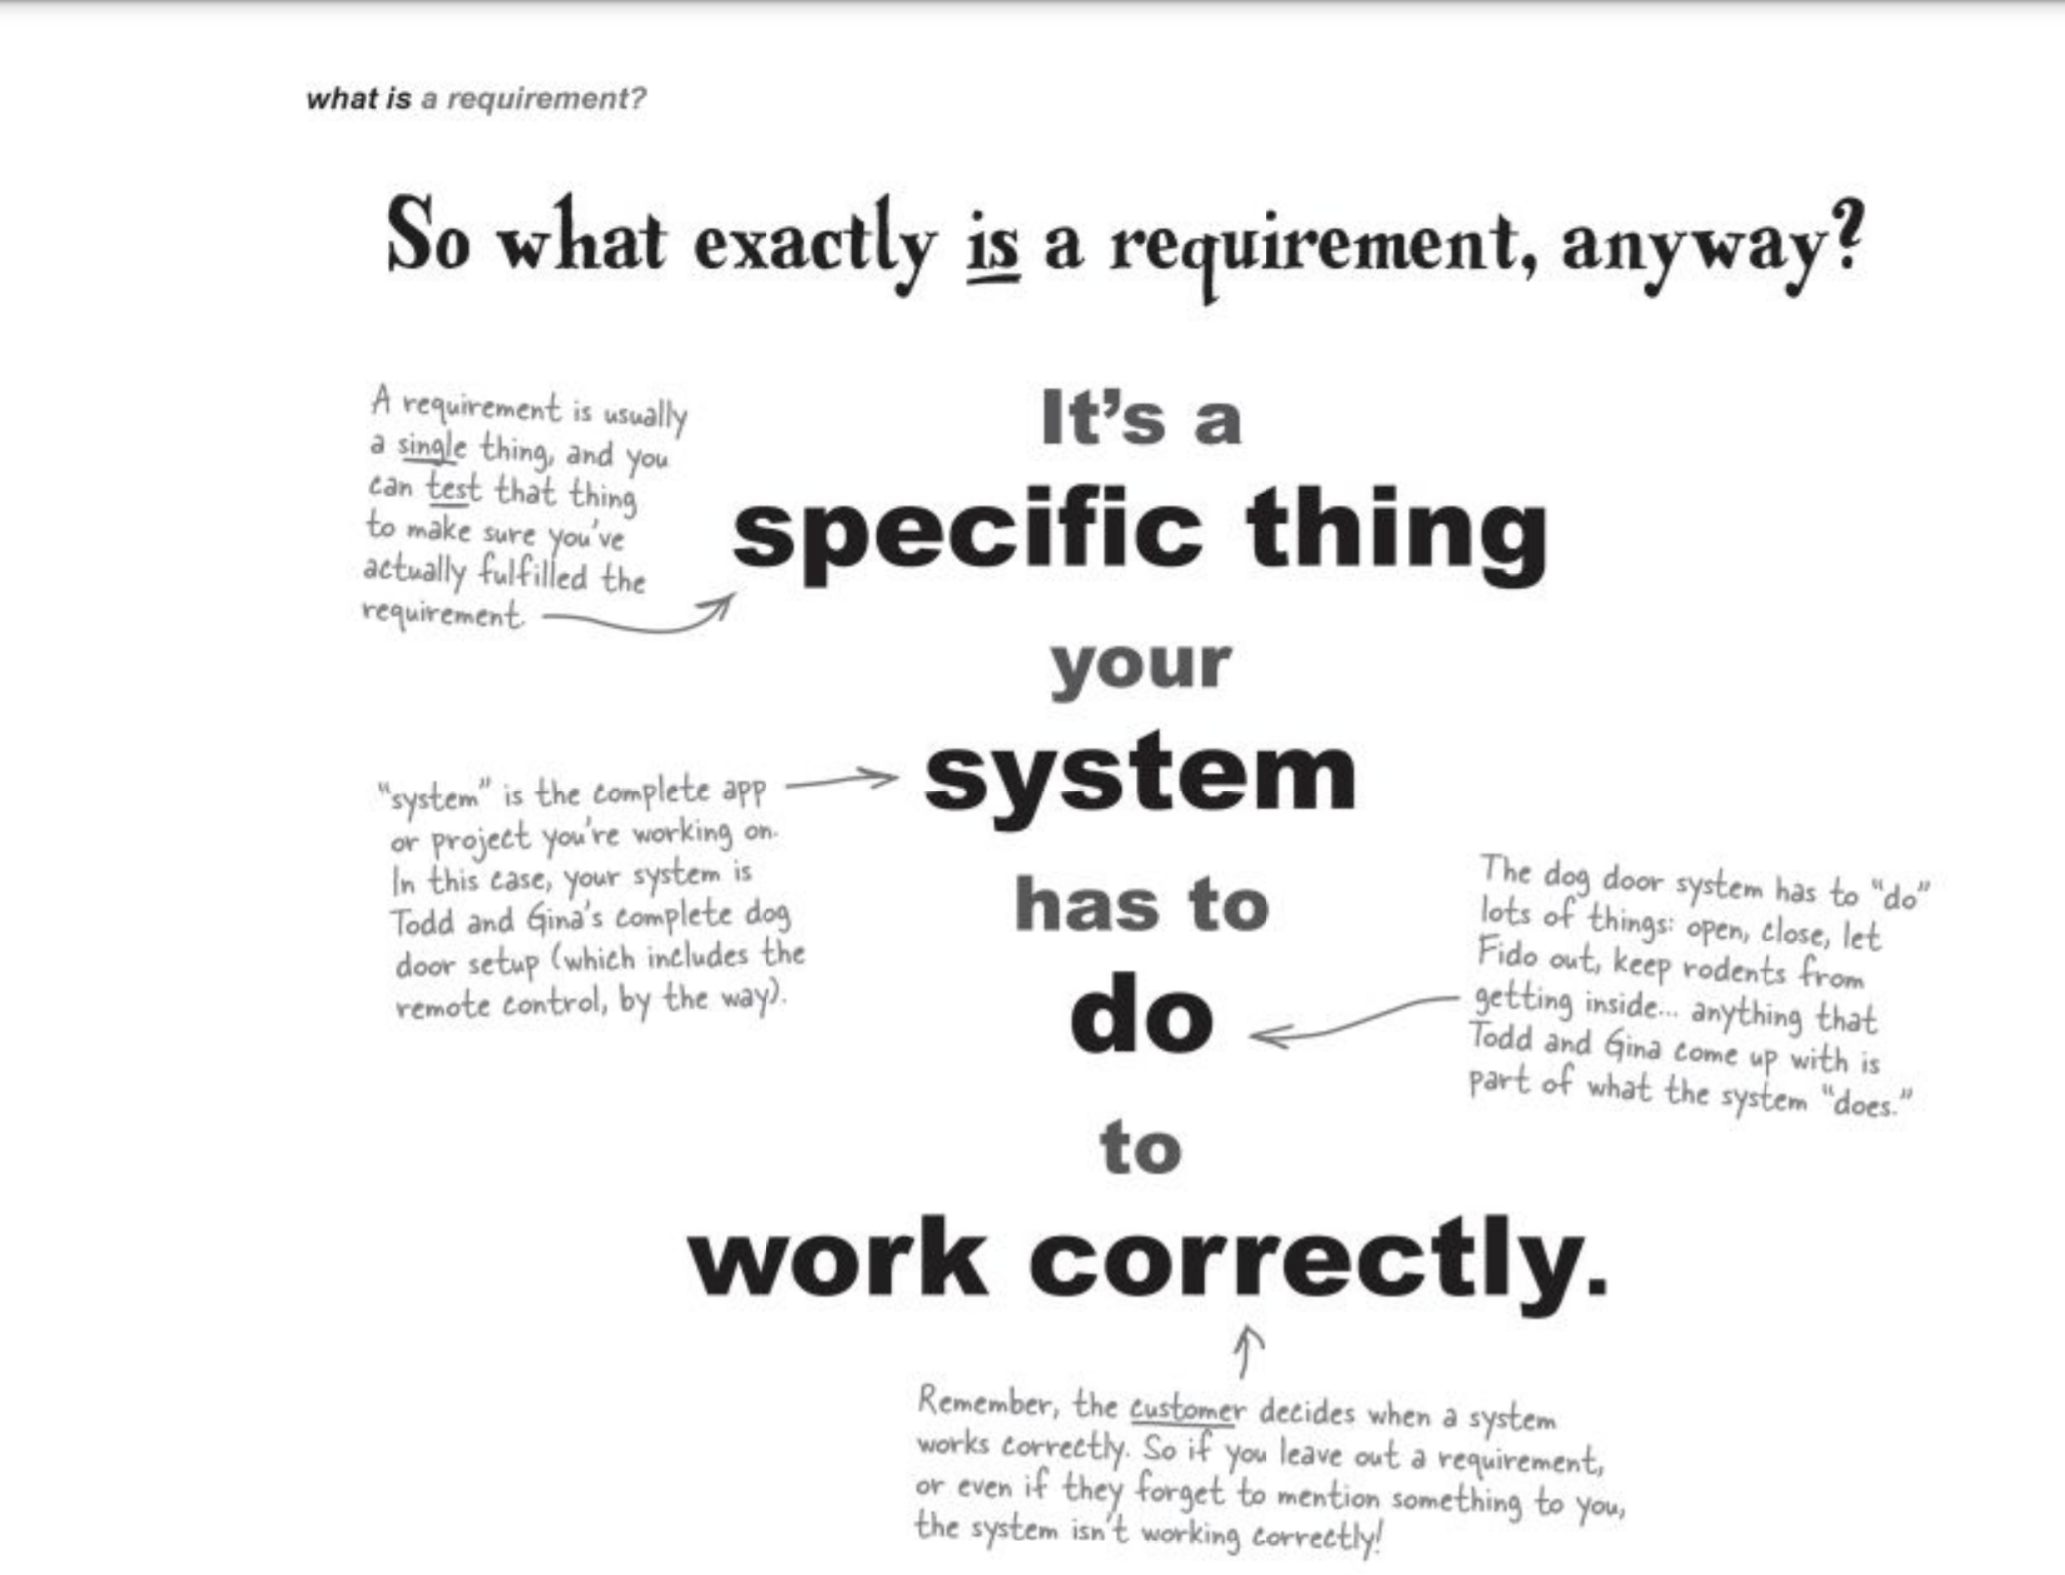 what is a requirement?
So what exactly is a requirement, anyway?
A requirement is usually
a single thing, and you
can test that thing
to make sure you've
actually fulfilled the
requirement.
It's a
specific thing
your
system
has to
do
to
work correctly.
"system" is the complete app
or project you're working on.
In this case, your system is
Todd and Gina's complete dog
door setup (which includes the
remote control, by the way).
The dog door system has to "do"
lots of things: open, close, let
Fido out, keep rodents from
getting inside... anything that
Todd and Gina come up with is
part of what the system "does."
Remember, the customer decides when a system
works correctly. So if you leave out a requirement,
or even if they forget to mention something to you,
the system isn't working correctly!